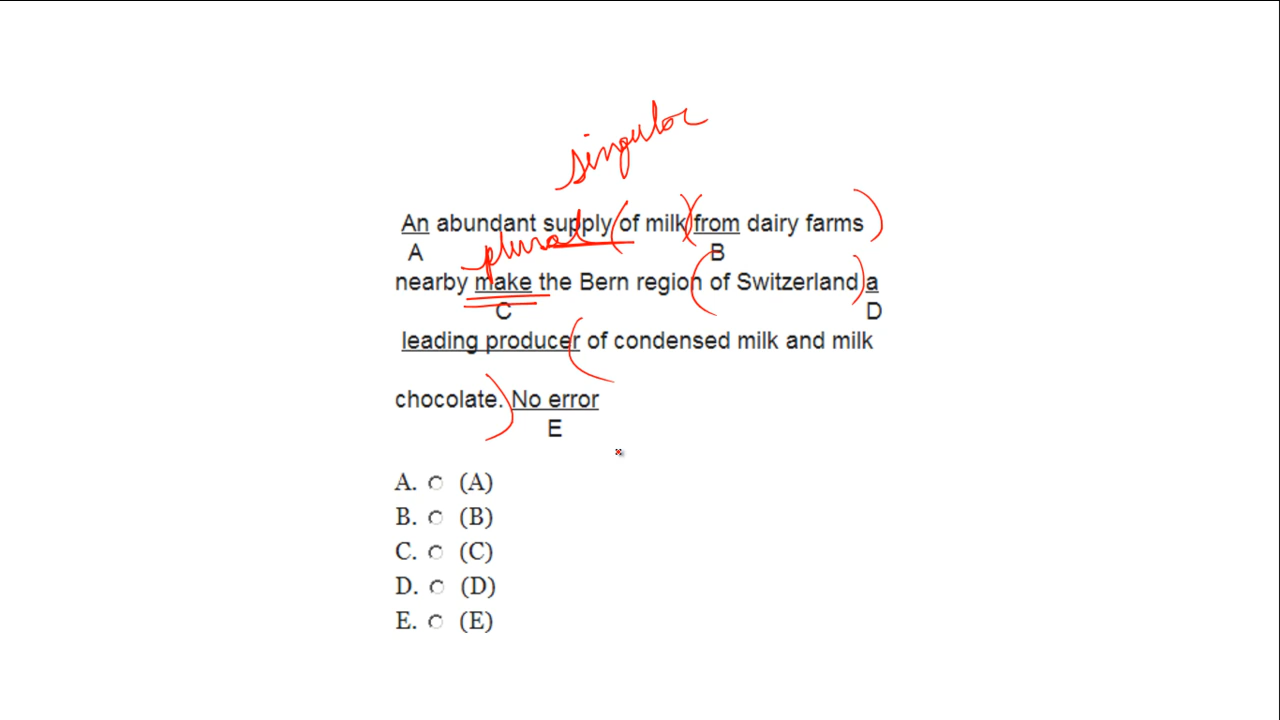 singular
An abundant supply of milk from dairy farms
A B
plural
nearby make the Bern region of Switzerland a
C D
leading producer of condensed milk and milk
chocolate. No error
E
A. (A)
B. (B)
C. (C)
D. (D)
E. (E)